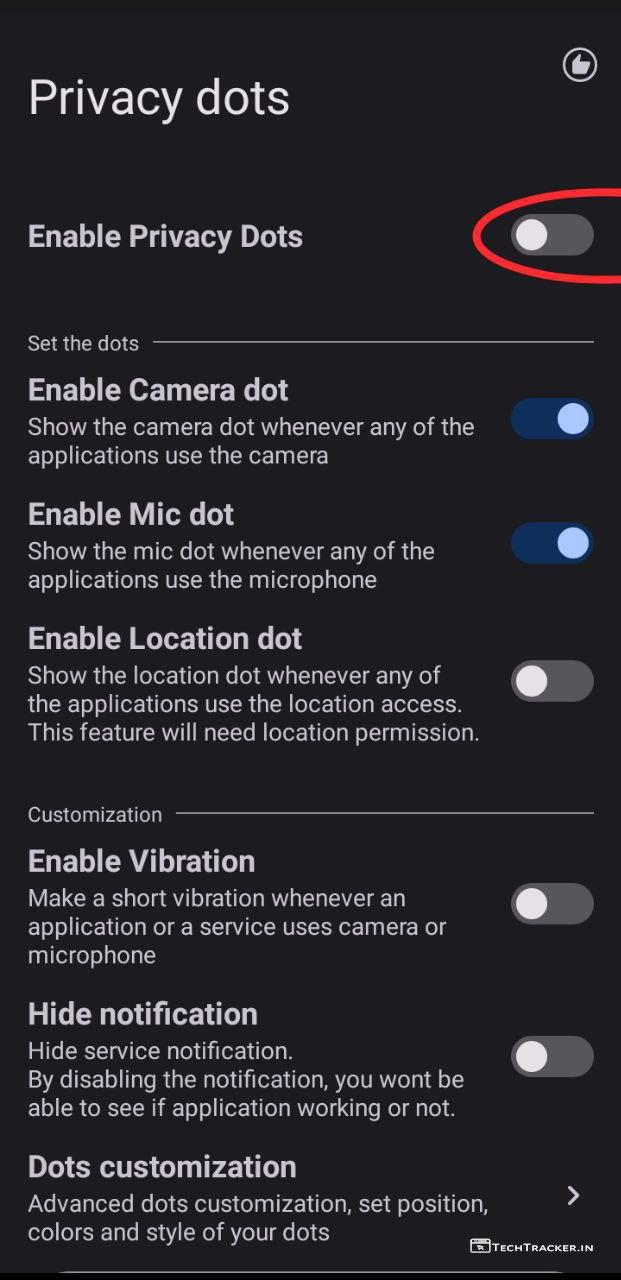 Privacy dots
Enable Privacy Dots
Set the dots
Enable Camera dot
Show the camera dot whenever any of the
applications use the camera
Enable Mic dot
Show the mic dot whenever any of the
applications use the microphone
Enable Location dot
Show the location dot whenever any of
the applications use the location access.
This feature will need location permission.
Customization
Enable Vibration
Make a short vibration whenever an
application or a service uses camera or
microphone
Hide notification
Hide service notification.
By disabling the notification, you wont be
able to see if application working or not.
Dots customization
Advanced dots customization, set position,
colors and style of your dots
TECHTRACKER.IN